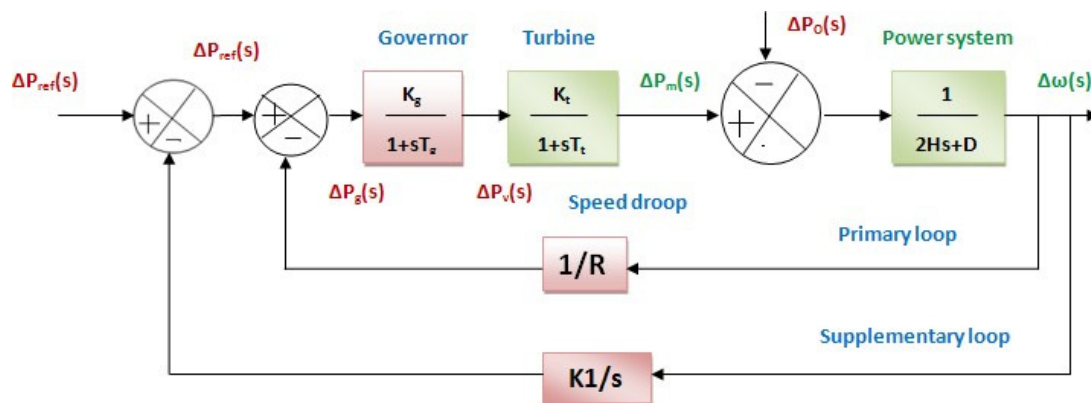 ΔP₀(s)
Governor Turbine Power system
ΔPref(s)
ΔPref(s) ΔPm(s) Δω(s)
Kg Kt 1
1+sTg 1+sTt 2Hs+D
ΔPg(s) ΔPv(s)
Speed droop
Primary loop
1/R
Supplementary loop
K1/s